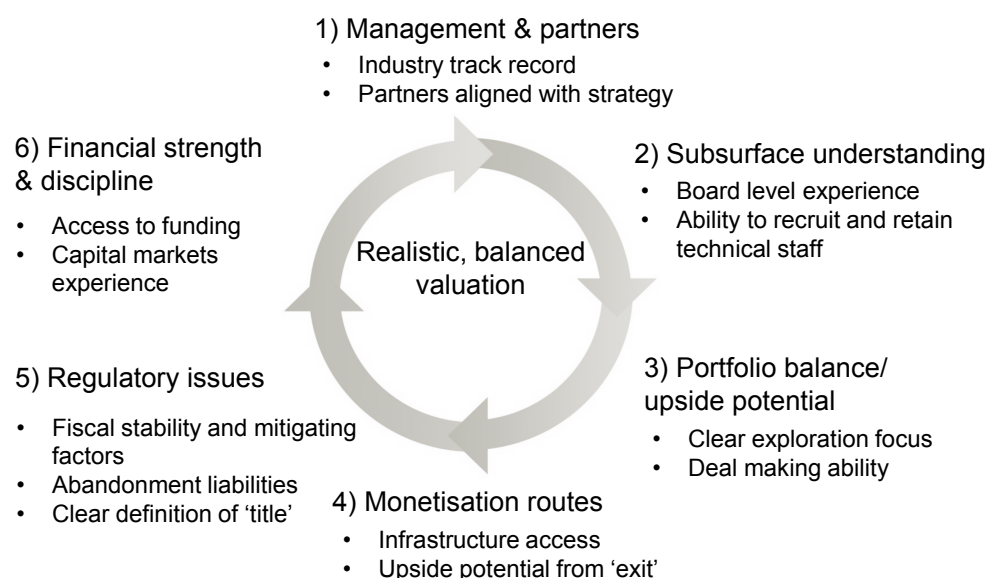 1) Management & partners
• Industry track record
• Partners aligned with strategy
2) Subsurface understanding
• Board level experience
• Ability to recruit and retain
technical staff
3) Portfolio balance/
upside potential
• Clear exploration focus
• Deal making ability
4) Monetisation routes
• Infrastructure access
• Upside potential from ‘exit’
5) Regulatory issues
• Fiscal stability and mitigating
factors
• Abandonment liabilities
• Clear definition of ‘title’
6) Financial strength
& discipline
• Access to funding
• Capital markets
experience
Realistic, balanced
valuation